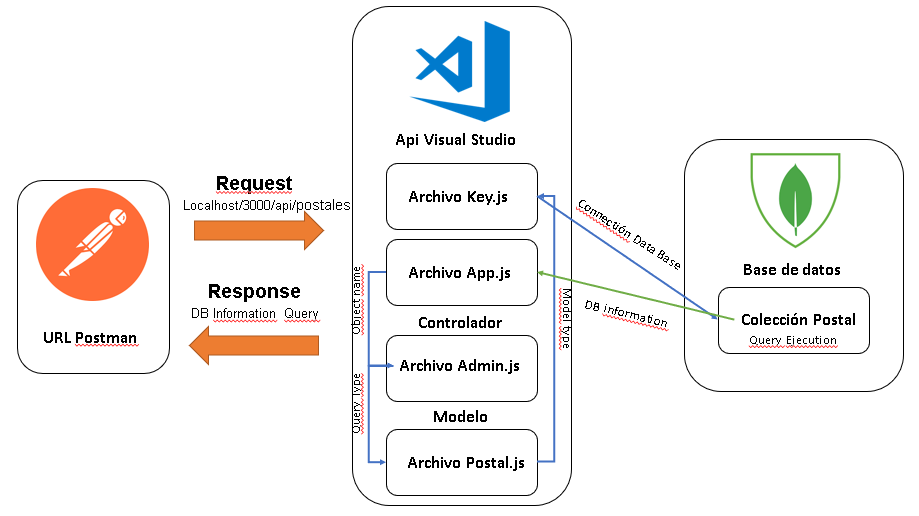 Request
Localhost/3000/api/postales
Response
DB Information Query
URL Postman
Api Visual Studio
Archivo Key.js
Archivo App.js
Object name
Controlador
Archivo Admin.js
Query Type
Modelo
Archivo Postal.js
Model type
Connectión Data Base
DB information
Base de datos
Colección Postal
Query Ejecution